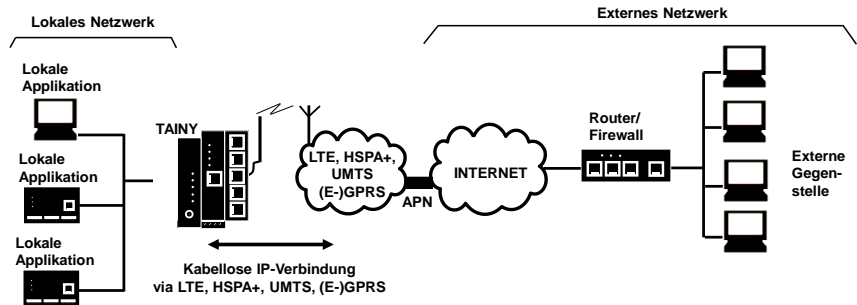 Lokales Netzwerk
Externes Netzwerk
Lokale
Applikation
TAINY
Lokale
Applikation
Lokale
Applikation
LTE, HSPA+,
UMTS
(E-)GPRS
APN
INTERNET
Router/
Firewall
Externe
Gegen-
stelle
Kabellose IP-Verbindung
via LTE, HSPA+, UMTS, (E-)GPRS